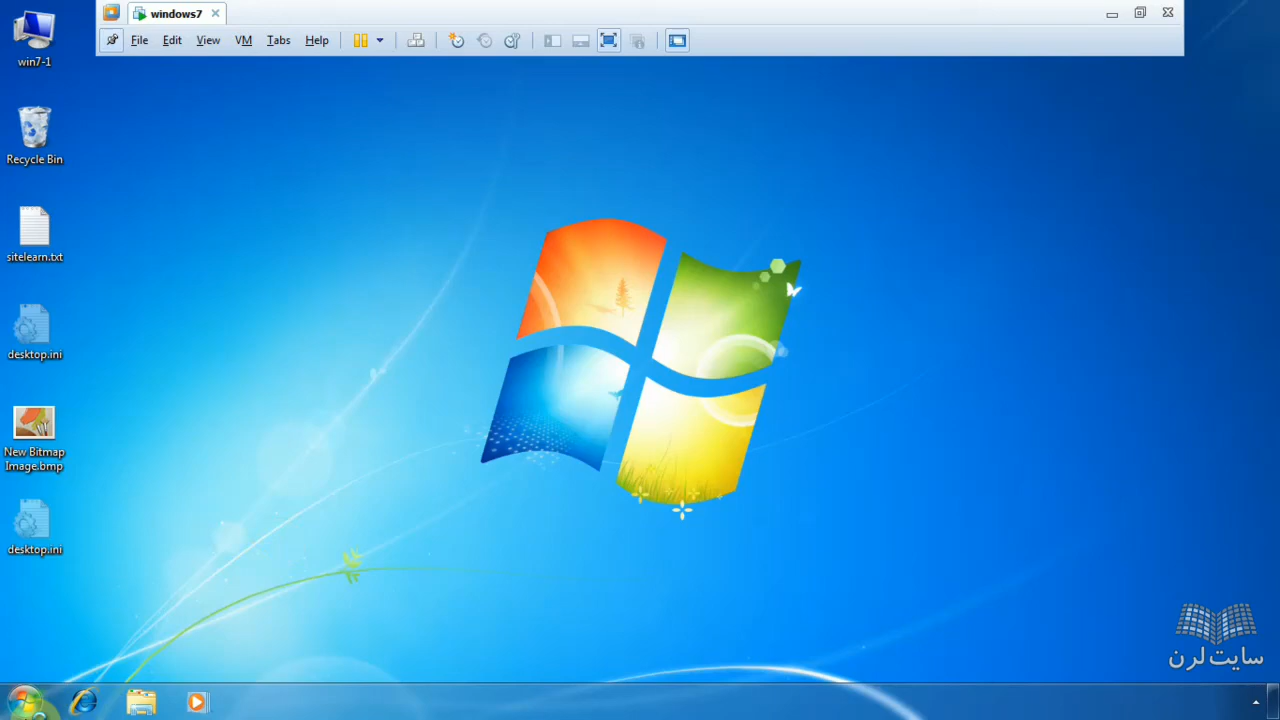 windows7
File Edit View VM Tabs Help
win7-1
Recycle Bin
sitelearn.txt
desktop.ini
New Bitmap
Image.bmp
desktop.ini
سایت لرن